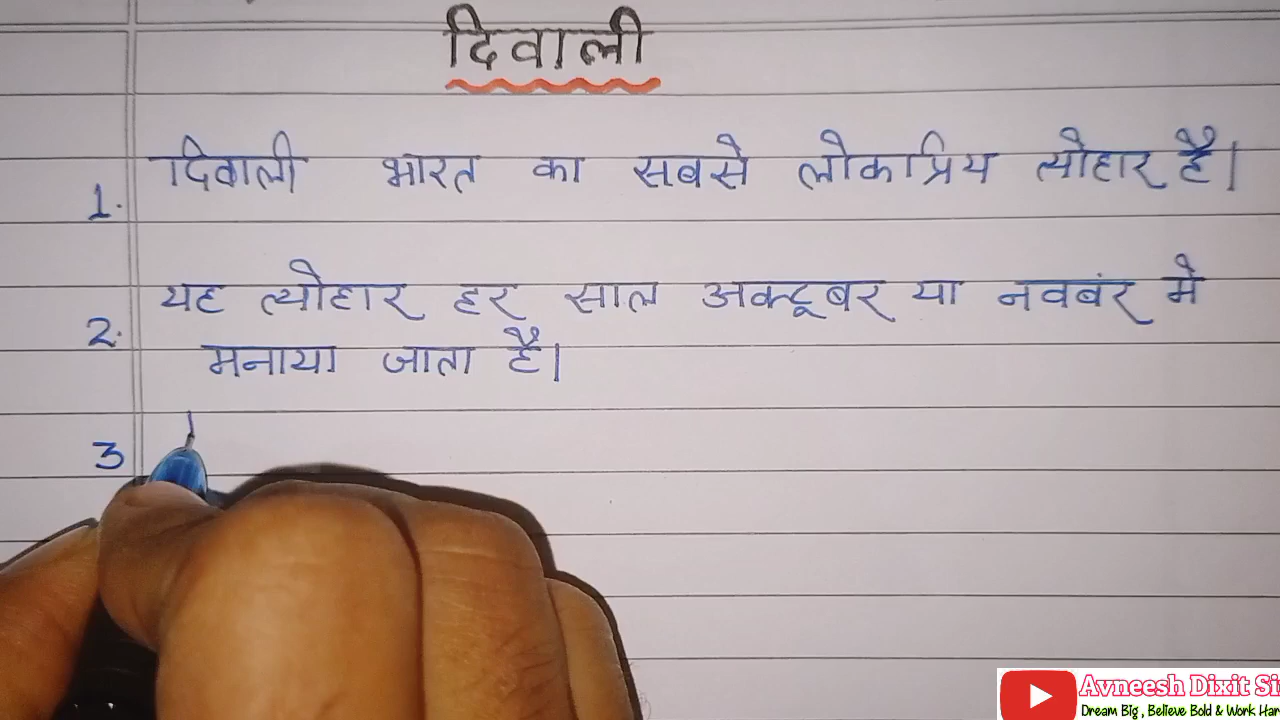 दिवाली
1. दिवाली भारत का सबसे लोकाप्रिय त्योहार है।
2. यह त्योहार हर साल अक्टूबर या नवबंर मे
मनाया जाता है।
3
Avneesh Dixit Si
Dream Big , Believe Bold & Work Har